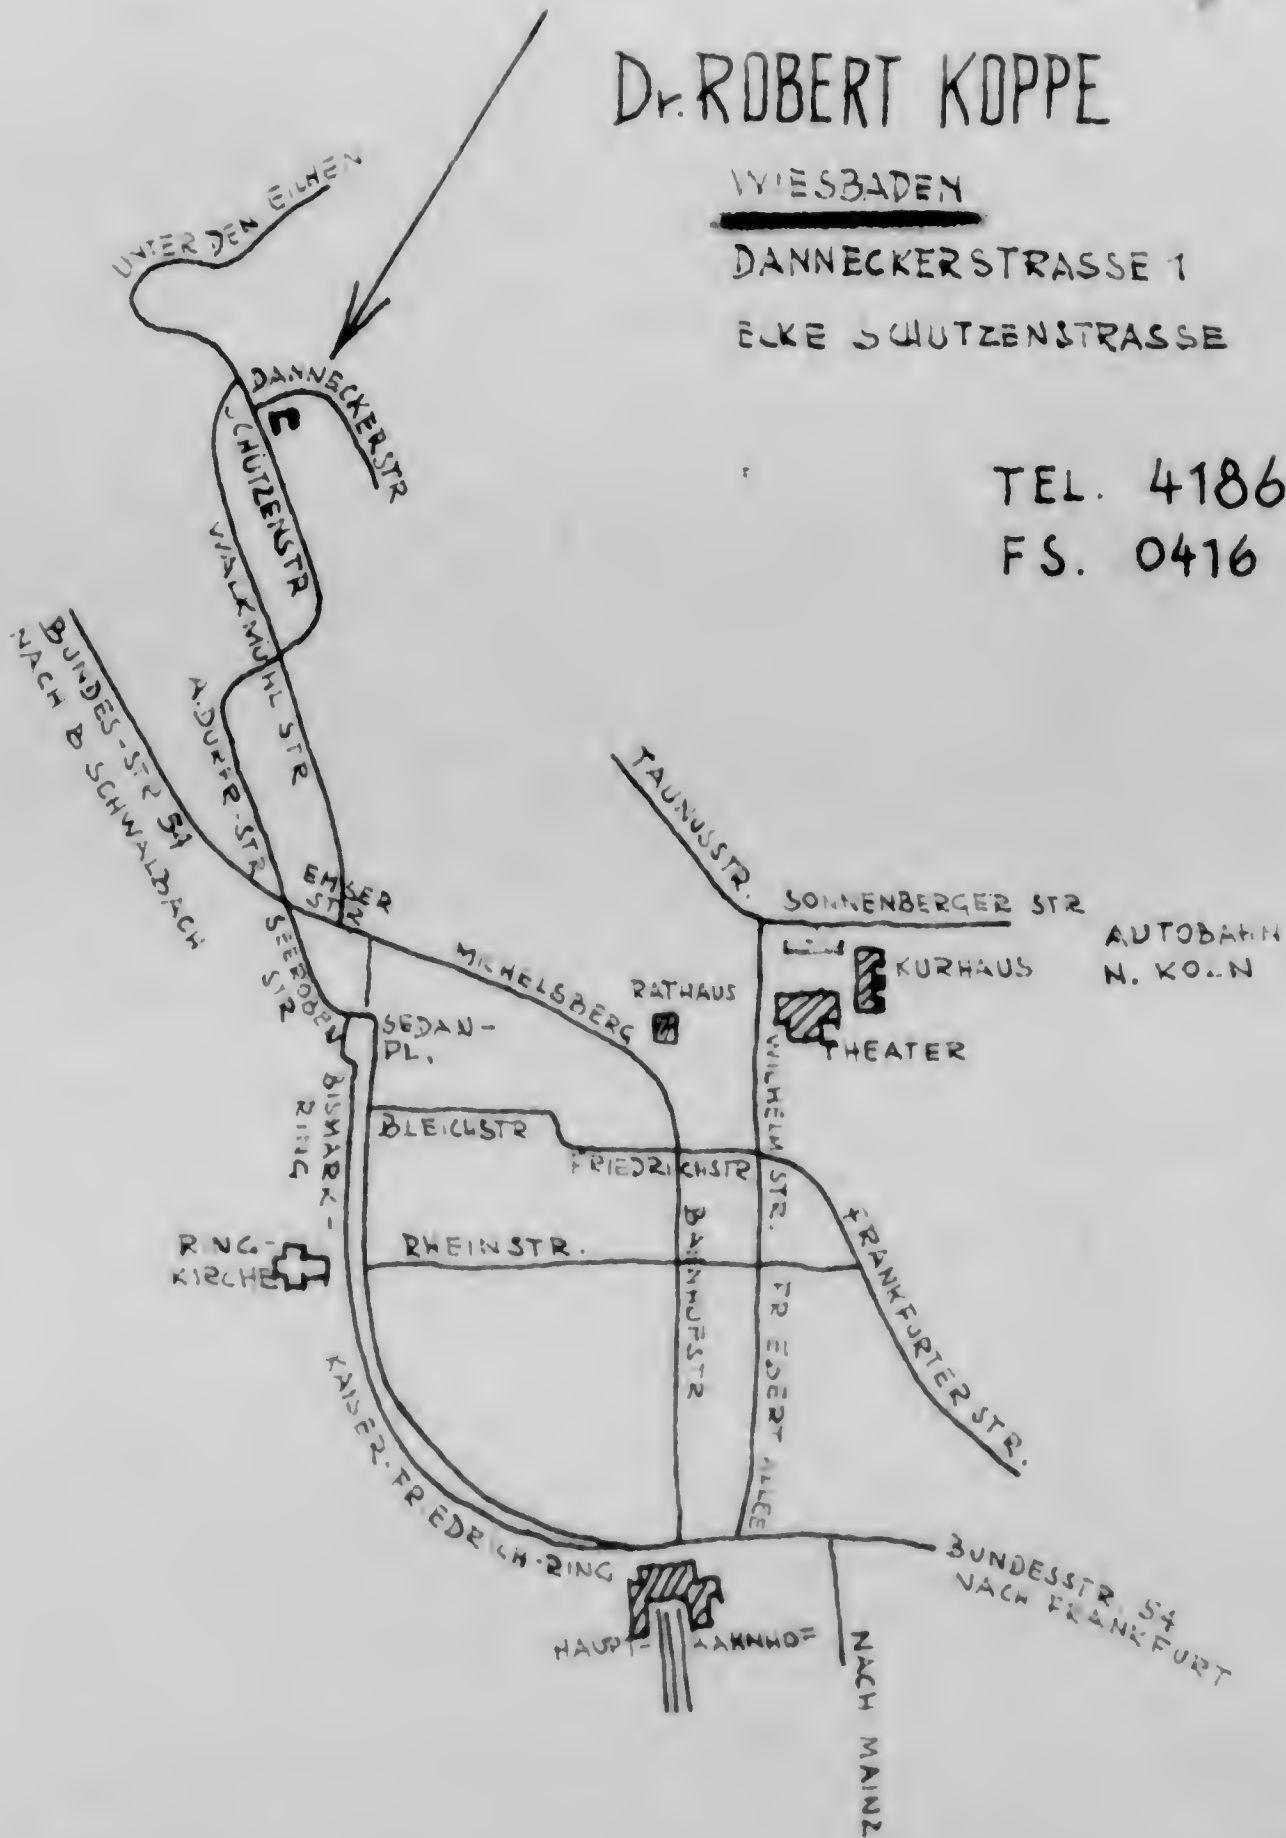 Dr. ROBERT KOPPE
WIESBADEN
DANNECKERSTRASSE 1
ECKE SCHUTZENSTRASSE
TEL. 4186
FS. 0416
UNTER DEN EICHEN
DANNECKERSTR
SCHÜTZENSTR
WALKMÜHL STR
BUNDES-STR 54
NACH B SCHWALBACH
A. DÜRER-STR
EMSER
STR
SEEROBEN
STR
SEDAN-
PL.
MICHELSBERG
TAUNUSSTR.
SONNENBERGER STR
AUTOBAHN
N. KÖLN
KURHAUS
RATHAUS
THEATER
WILHELM STR.
BISMARK-
RING
BLEICHSTR
FRIEDRICHSTR
RING-
KIRCHE
RHEINSTR.
BAHNHOFSTR
FR EBERT ALLEE
FRANKFURTER STR.
KAISER-FRIEDRICH-RING
BUNDESSTR. 54
NACH FRANKFURT
HAUPT-BAHNHOF
NACH MAINZ